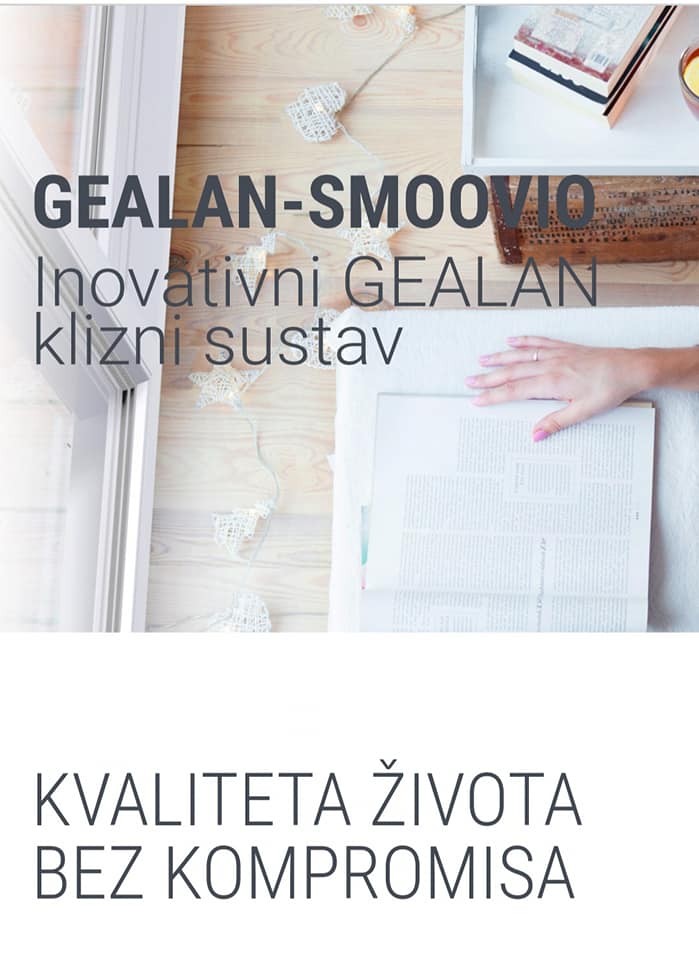 GEALAN-SMOOVIO
Inovativni GEALAN
klizni sustav
KVALITETA ŽIVOTA
BEZ KOMPROMISA